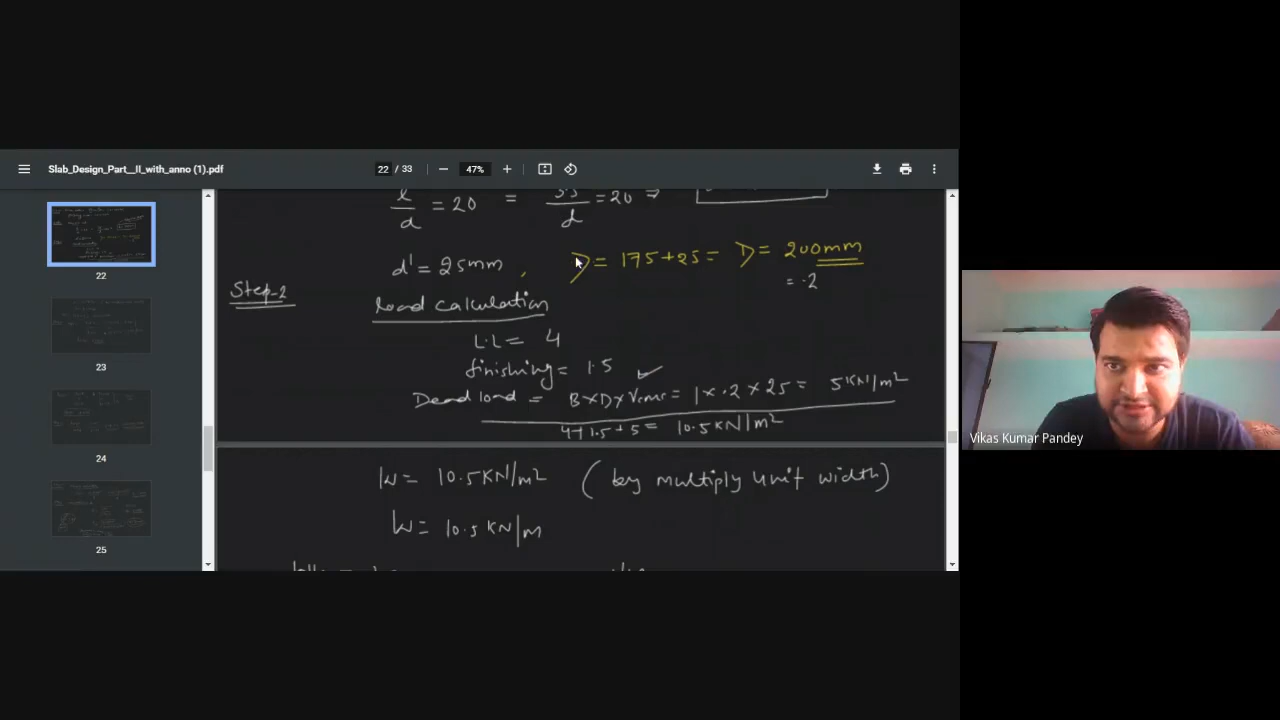 Slab_Design_Part__II_with_anno (1).pdf
22 / 33
47%
l/d = 20 = 3.5/d = 20 ⇒
d' = 25mm , D = 175+25 = D = 200mm
= .2
Step-2
load calculation
L.L = 4
finishing = 1.5
Dead load = B×D× = 1 × .2 × 25 = 5 KN/m²
4+1.5+5 = 10.5 KN/m²
W = 10.5 KN/m² (by multiply unit width)
W = 10.5 KN/m
22
23
24
25
Vikas Kumar Pandey